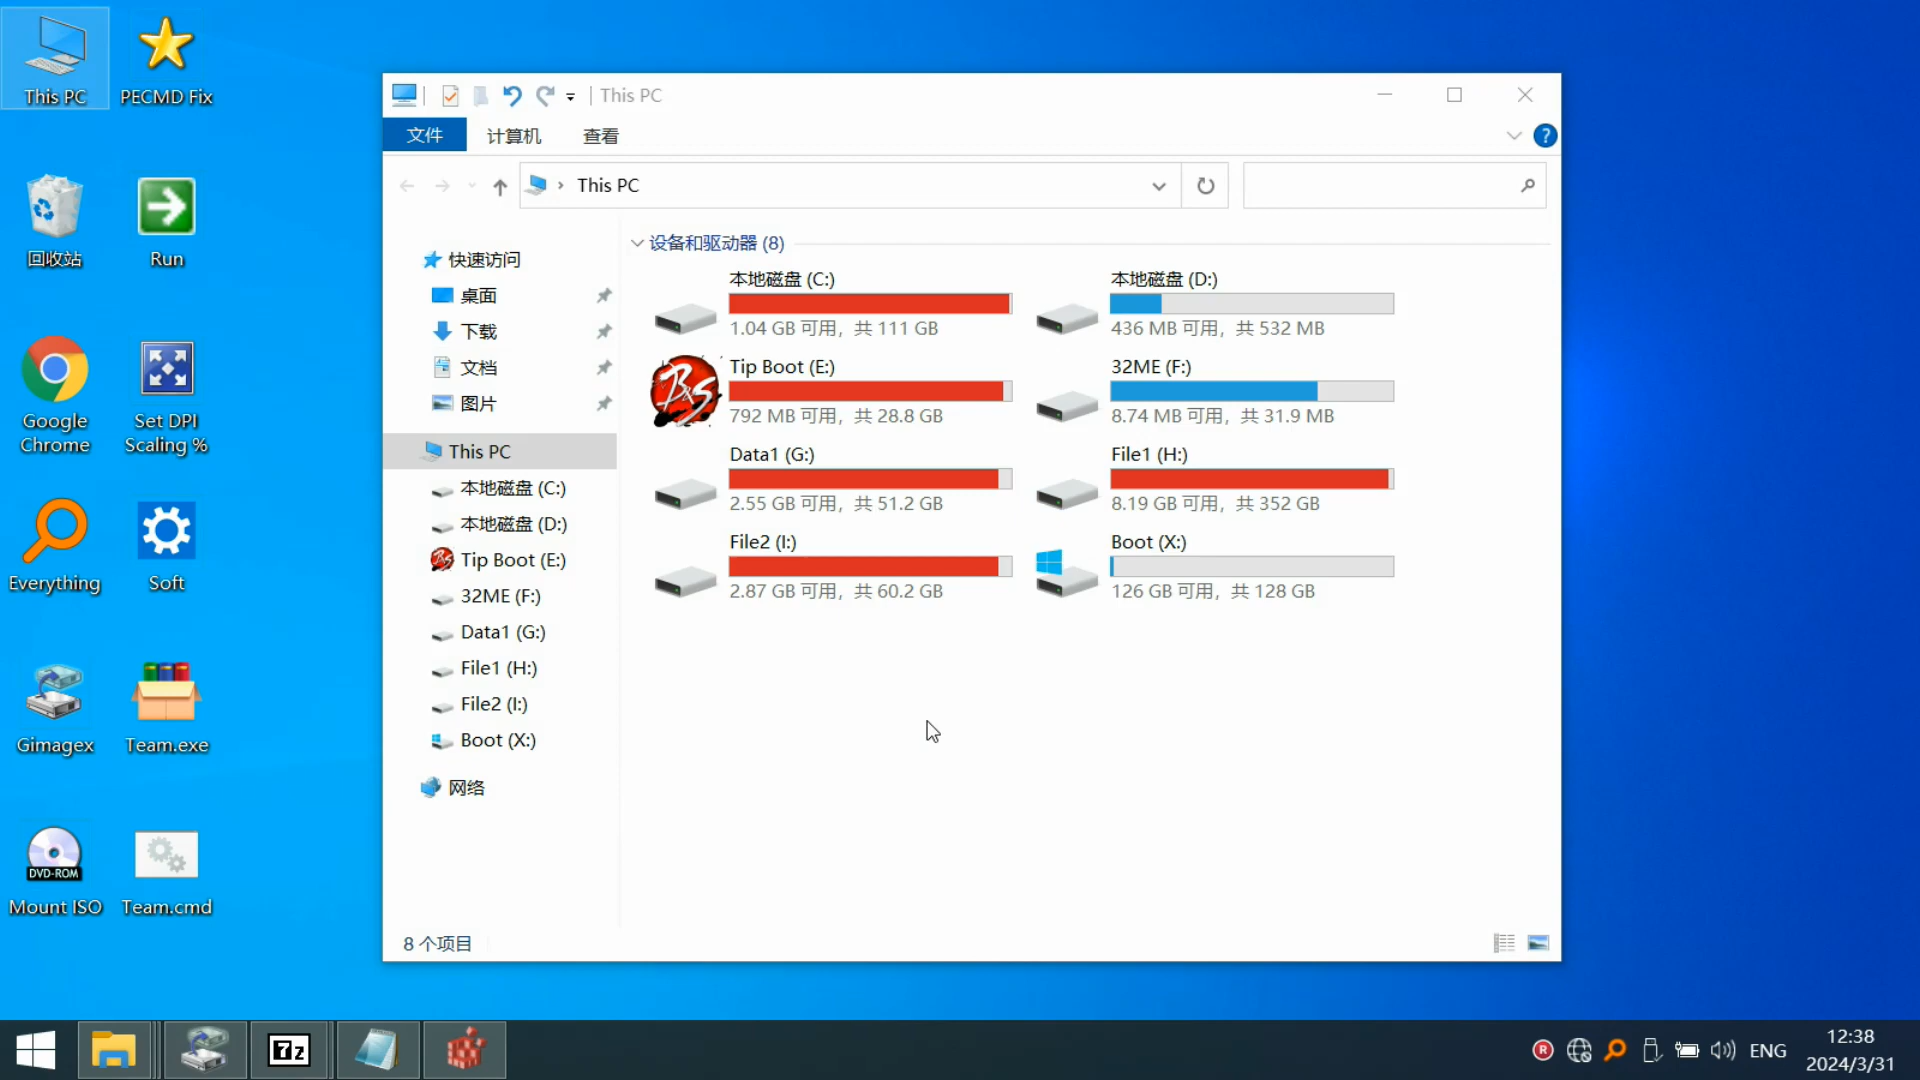 This PC
PECMD Fix
回收站
Run
Google
Chrome
Set DPI
Scaling %
Everything
Soft
Gimagex
Team.exe
DVD-ROM
Mount ISO
Team.cmd
This PC
文件
计算机
查看
?
This PC
快速访问
桌面
下载
文档
图片
This PC
本地磁盘 (C:)
本地磁盘 (D:)
Tip Boot (E:)
32ME (F:)
Data1 (G:)
File1 (H:)
File2 (I:)
Boot (X:)
网络
设备和驱动器 (8)
本地磁盘 (C:)
1.04 GB 可用, 共 111 GB
本地磁盘 (D:)
436 MB 可用, 共 532 MB
Tip Boot (E:)
792 MB 可用, 共 28.8 GB
32ME (F:)
8.74 MB 可用, 共 31.9 MB
Data1 (G:)
2.55 GB 可用, 共 51.2 GB
File1 (H:)
8.19 GB 可用, 共 352 GB
File2 (I:)
2.87 GB 可用, 共 60.2 GB
Boot (X:)
126 GB 可用, 共 128 GB
8 个项目
7z
R
ENG
12:38
2024/3/31